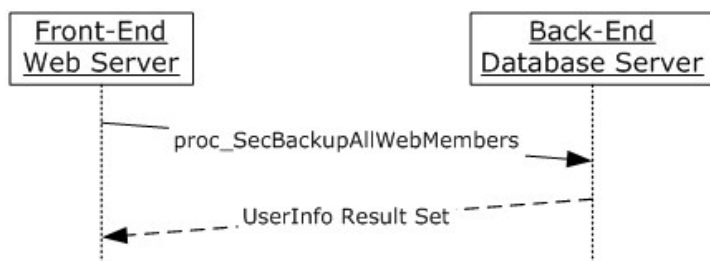 Front-End
Web Server
Back-End
Database Server
proc_SecBackupAllWebMembers
UserInfo Result Set